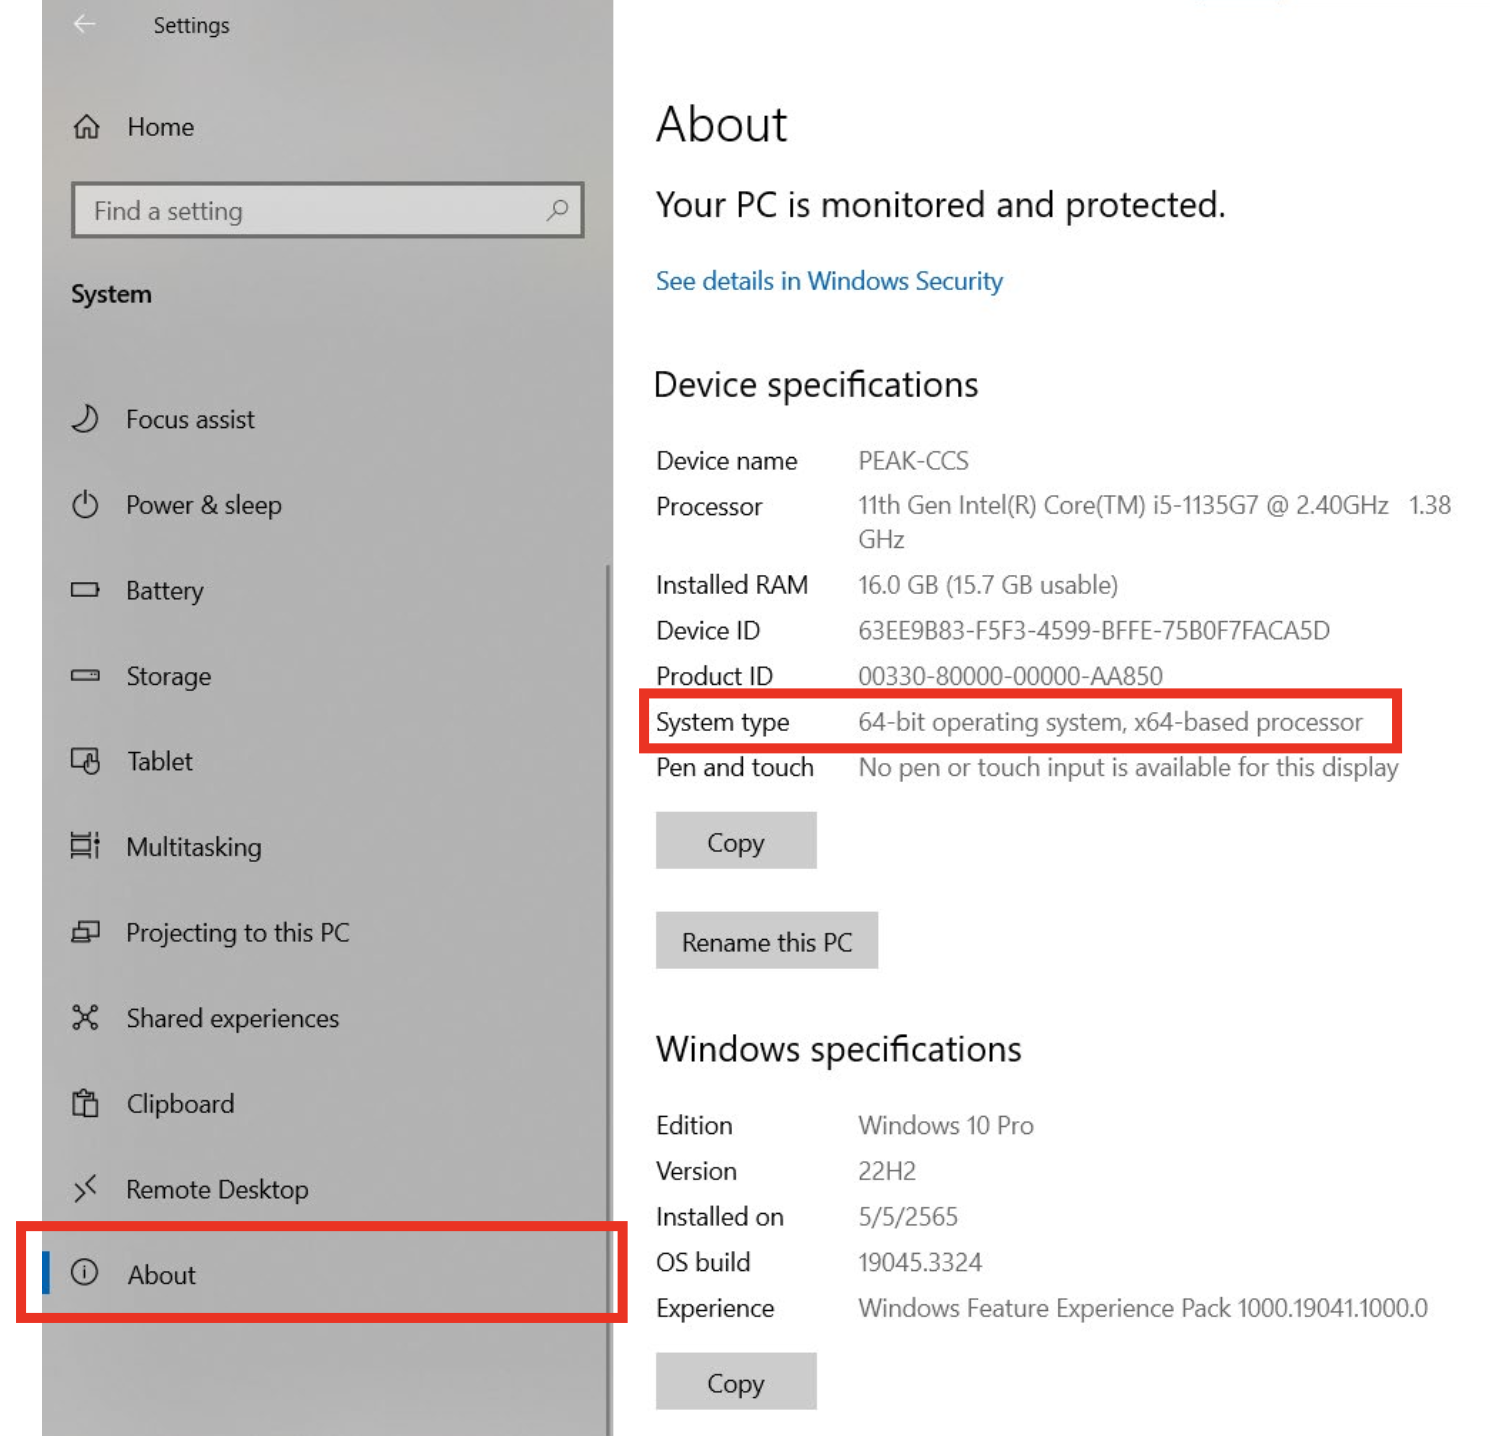 Settings
Home
Find a setting
System
Focus assist
Power & sleep
Battery
Storage
Tablet
Multitasking
Projecting to this PC
Shared experiences
Clipboard
Remote Desktop
About
About
Your PC is monitored and protected.
See details in Windows Security
Device specifications
Device name PEAK-CCS
Processor 11th Gen Intel(R) Core(TM) i5-1135G7 @ 2.40GHz 1.38
GHz
Installed RAM 16.0 GB (15.7 GB usable)
Device ID 63EE9B83-F5F3-4599-BFFE-75B0F7FACA5D
Product ID 00330-80000-00000-AA850
System type 64-bit operating system, x64-based processor
Pen and touch No pen or touch input is available for this display
Copy
Rename this PC
Windows specifications
Edition Windows 10 Pro
Version 22H2
Installed on 5/5/2565
OS build 19045.3324
Experience Windows Feature Experience Pack 1000.19041.1000.0
Copy